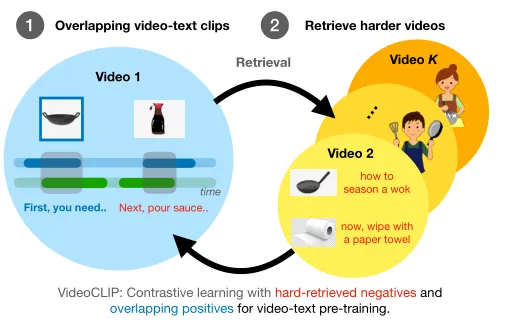 1 Overlapping video-text clips
2 Retrieve harder videos
Video 1
Retrieval
Video K
...
Video 2
how to
season a wok
now, wipe with
a paper towel
time
First, you need..
Next, pour sauce..
VideoCLIP: Contrastive learning with hard-retrieved negatives and
overlapping positives for video-text pre-training.